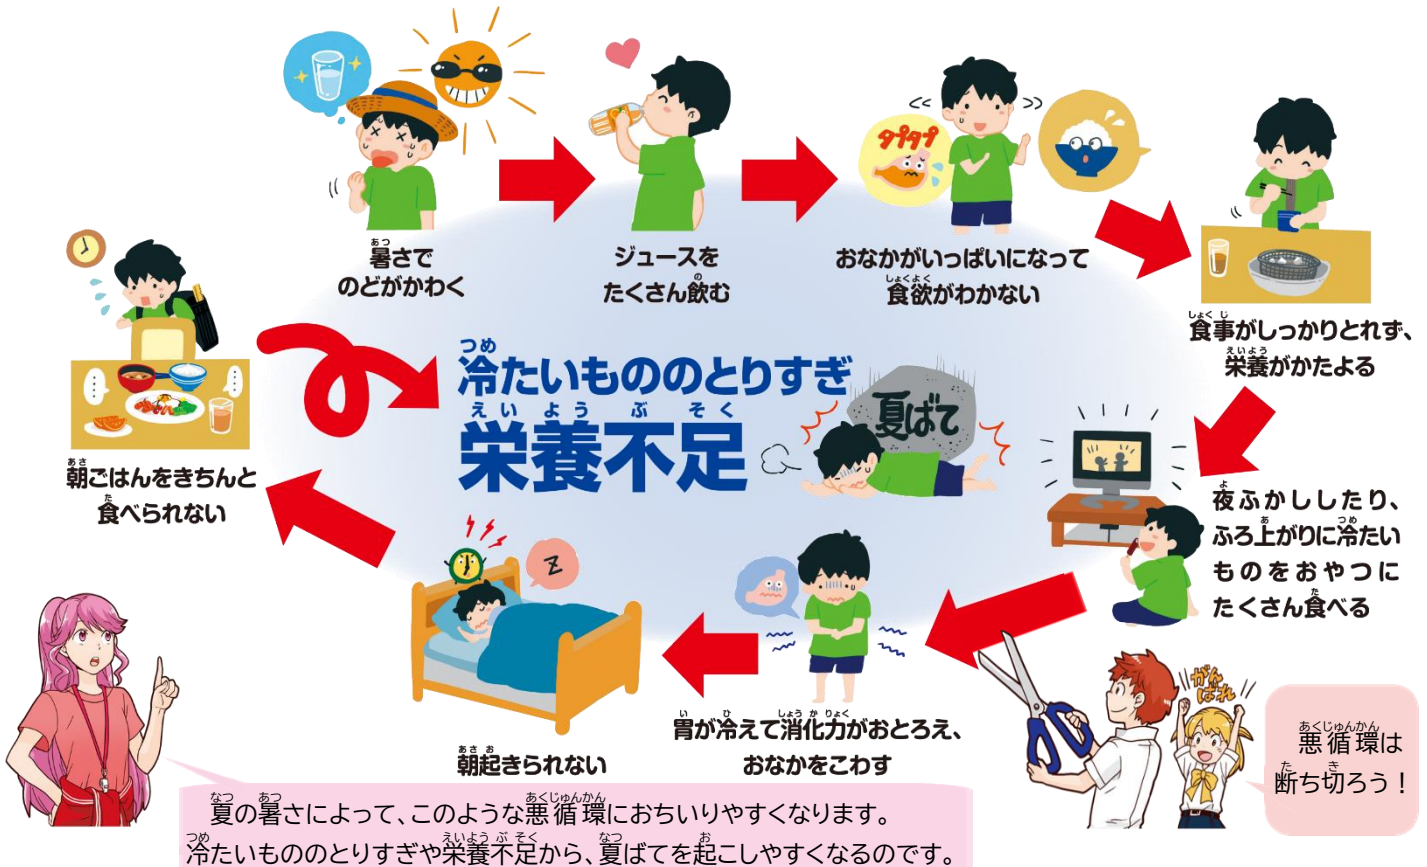 タプタプ
暑さで
のどがかわく
ジュースを
たくさん飲む
おなかがいっぱいになって
食欲がわかない
食事がしっかりとれず、
栄養がかたよる
夜ふかししたり、
ふろ上がりに冷たい
ものをおやつに
たくさん食べる
胃が冷えて消化力がおとろえ、
おなかをこわす
Z
朝起きられない
朝ごはんをきちんと
食べられない
冷たいもののとりすぎ
栄養不足
夏ばて
がん
ばれ
悪循環は
断ち切ろう!
夏の暑さによって、このような悪循環におちいりやすくなります。
冷たいもののとりすぎや栄養不足から、夏ばてを起こしやすくなるのです。